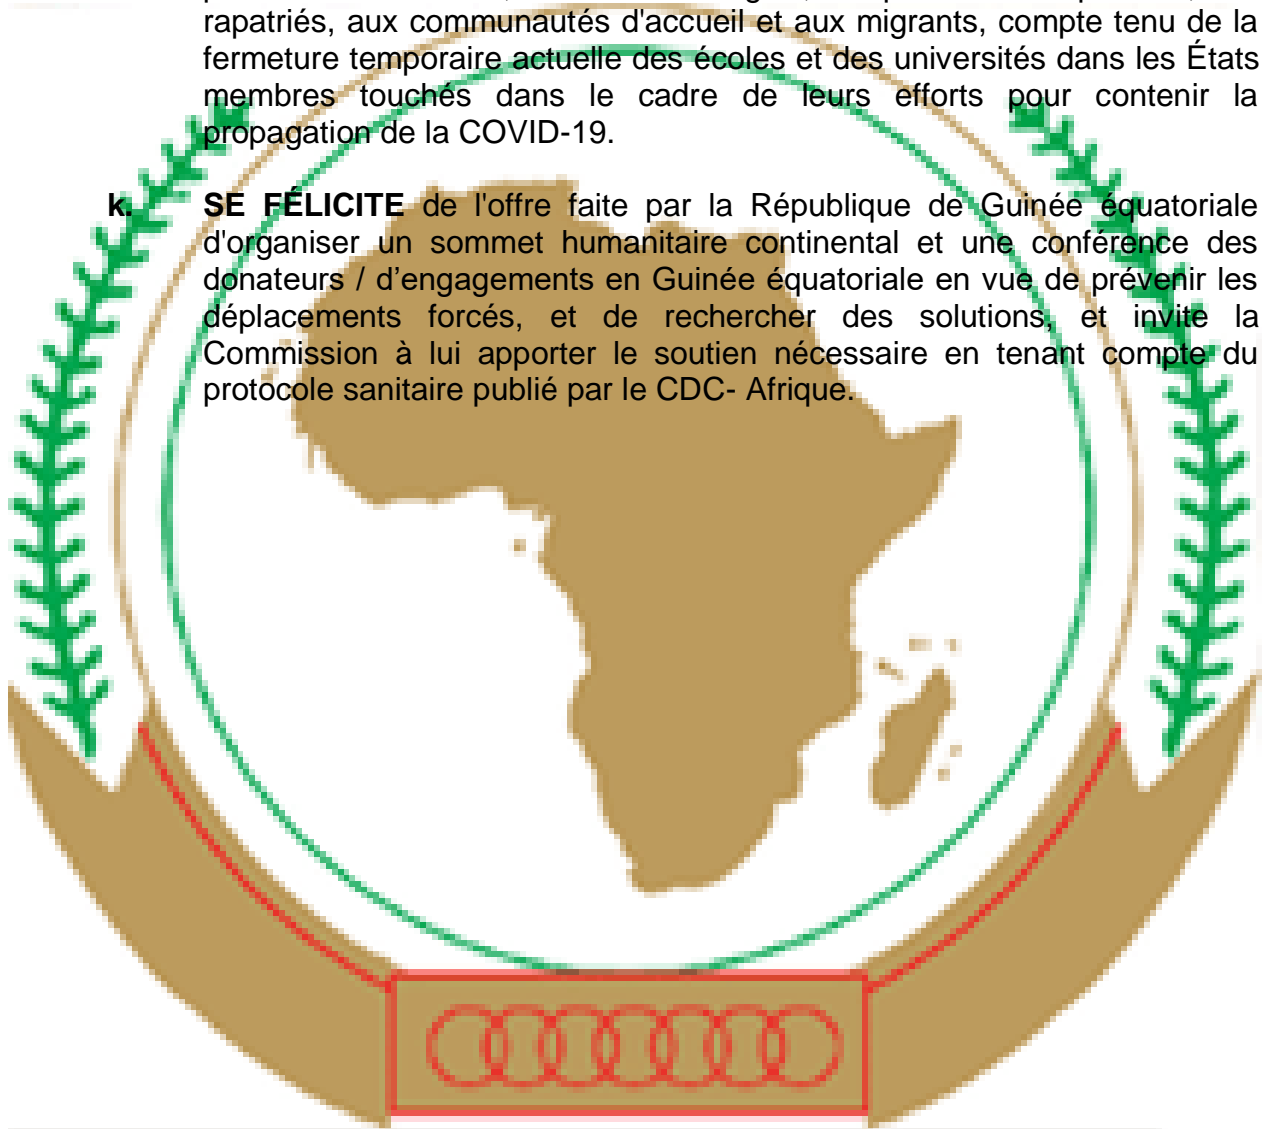 rapatriés, aux communautés d'accueil et aux migrants, compte tenu de la
fermeture temporaire actuelle des écoles et des universités dans les États
membres touchés dans le cadre de leurs efforts pour contenir la
propagation de la COVID-19.
k. SE FÉLICITE de l'offre faite par la République de Guinée équatoriale
d'organiser un sommet humanitaire continental et une conférence des
donateurs / d’engagements en Guinée équatoriale en vue de prévenir les
déplacements forcés, et de rechercher des solutions, et invite la
Commission à lui apporter le soutien nécessaire en tenant compte du
protocole sanitaire publié par le CDC- Afrique.